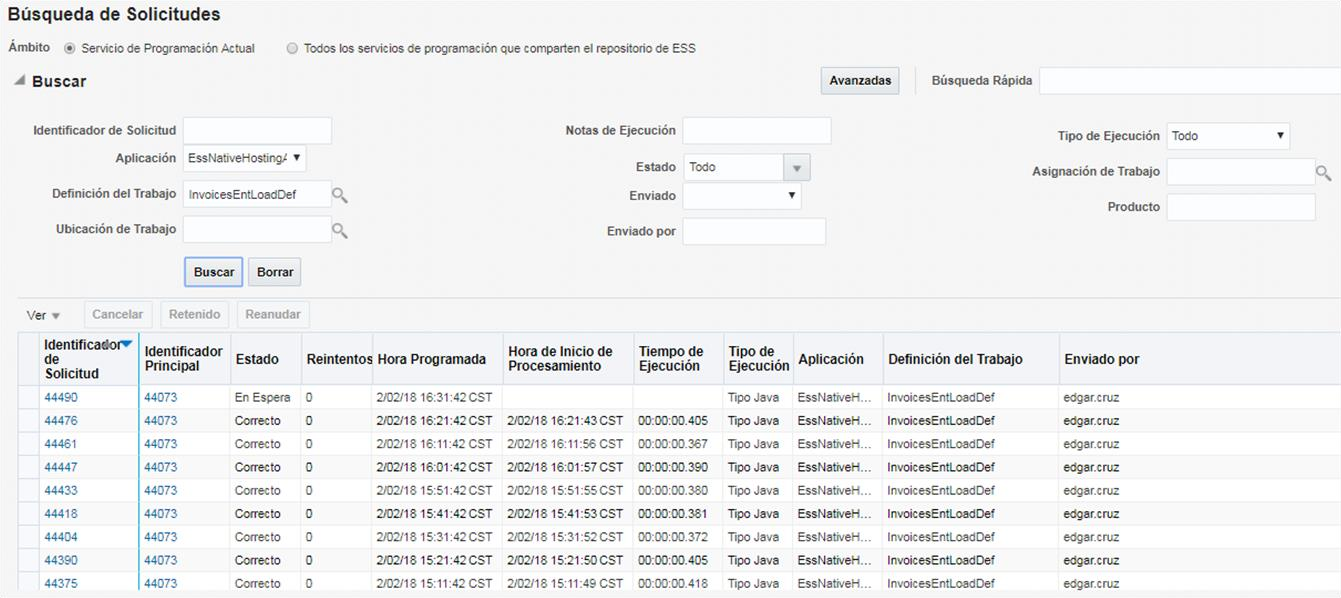 Búsqueda de Solicitudes
Ámbito Servicio de Programación Actual Todos los servicios de programación que comparten el repositorio de ESS
Buscar Avanzadas Búsqueda Rápida
Identificador de Solicitud Notas de Ejecución Tipo de Ejecución Todo
Aplicación EssNativeHostingA Estado Todo Asignación de Trabajo
Definición del Trabajo InvoicesEntLoadDef Enviado Producto
Ubicación de Trabajo Enviado por
Buscar Borrar
Ver Cancelar Retenido Reanudar
Identificador de Solicitud Identificador Principal Estado Reintentos Hora Programada Hora de Inicio de Procesamiento Tiempo de Ejecución Tipo de Ejecución Aplicación Definición del Trabajo Enviado por
44490 44073 En Espera 0 2/02/18 16:31:42 CST Tipo Java EssNativeH... InvoicesEntLoadDef edgar.cruz
44476 44073 Correcto 0 2/02/18 16:21:42 CST 2/02/18 16:21:43 CST 00:00:00.405 Tipo Java EssNativeH... InvoicesEntLoadDef edgar.cruz
44461 44073 Correcto 0 2/02/18 16:11:42 CST 2/02/18 16:11:56 CST 00:00:00.367 Tipo Java EssNativeH... InvoicesEntLoadDef edgar.cruz
44447 44073 Correcto 0 2/02/18 16:01:42 CST 2/02/18 16:01:57 CST 00:00:00.390 Tipo Java EssNativeH... InvoicesEntLoadDef edgar.cruz
44433 44073 Correcto 0 2/02/18 15:51:42 CST 2/02/18 15:51:55 CST 00:00:00.380 Tipo Java EssNativeH... InvoicesEntLoadDef edgar.cruz
44418 44073 Correcto 0 2/02/18 15:41:42 CST 2/02/18 15:41:53 CST 00:00:00.381 Tipo Java EssNativeH... InvoicesEntLoadDef edgar.cruz
44404 44073 Correcto 0 2/02/18 15:31:42 CST 2/02/18 15:31:52 CST 00:00:00.372 Tipo Java EssNativeH... InvoicesEntLoadDef edgar.cruz
44390 44073 Correcto 0 2/02/18 15:21:42 CST 2/02/18 15:21:50 CST 00:00:00.405 Tipo Java EssNativeH... InvoicesEntLoadDef edgar.cruz
44375 44073 Correcto 0 2/02/18 15:11:42 CST 2/02/18 15:11:49 CST 00:00:00.418 Tipo Java EssNativeH... InvoicesEntLoadDef edgar.cruz